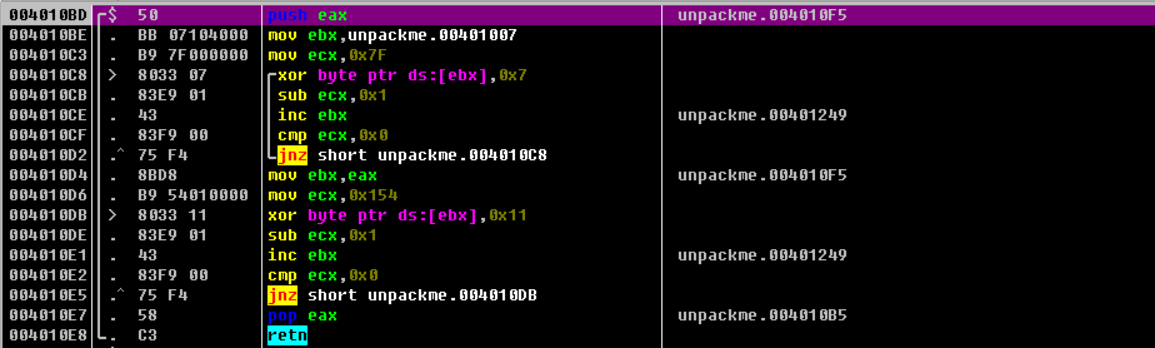 004010BD ┌$ 50 push eax unpackme.004010F5
004010BE . BB 07104000 mov ebx,unpackme.00401007
004010C3 . B9 7F000000 mov ecx,0x7F
004010C8 > 8033 07 ┌xor byte ptr ds:[ebx],0x7
004010CB . 83E9 01 sub ecx,0x1
004010CE . 43 inc ebx unpackme.00401249
004010CF . 83F9 00 cmp ecx,0x0
004010D2 .^ 75 F4 └jnz short unpackme.004010C8
004010D4 . 8BD8 mov ebx,eax unpackme.004010F5
004010D6 . B9 54010000 mov ecx,0x154
004010DB > 8033 11 xor byte ptr ds:[ebx],0x11
004010DE . 83E9 01 sub ecx,0x1
004010E1 . 43 inc ebx unpackme.00401249
004010E2 . 83F9 00 cmp ecx,0x0
004010E5 .^ 75 F4 jnz short unpackme.004010DB
004010E7 . 58 pop eax unpackme.004010B5
004010E8 └. C3 retn